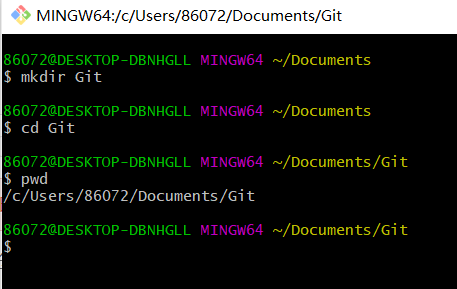 MINGW64:/c/Users/86072/Documents/Git
86072@DESKTOP-DBNHGLL MINGW64 ~/Documents
$ mkdir Git
86072@DESKTOP-DBNHGLL MINGW64 ~/Documents
$ cd Git
86072@DESKTOP-DBNHGLL MINGW64 ~/Documents/Git
$ pwd
/c/Users/86072/Documents/Git
86072@DESKTOP-DBNHGLL MINGW64 ~/Documents/Git
$